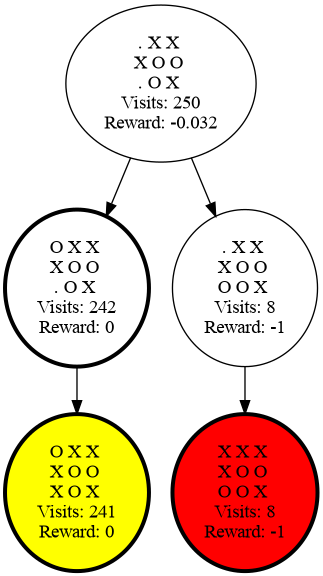 . X X
X O O
. O X
Visits: 250
Reward: -0.032
O X X
X O O
. O X
Visits: 242
Reward: 0
. X X
X O O
O O X
Visits: 8
Reward: -1
O X X
X O O
X O X
Visits: 241
Reward: 0
X X X
X O O
O O X
Visits: 8
Reward: -1